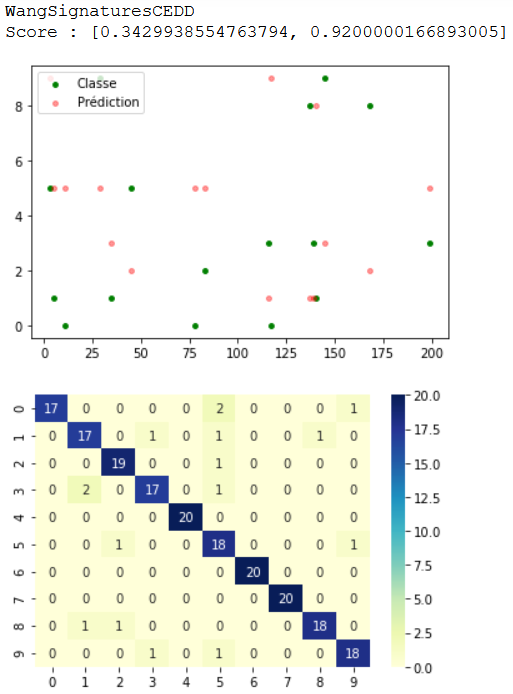 WangSignaturesCEDD
Score : [0.3429938554763794, 0.9200000166893005]
Classe
Prédiction
8
6
4
2
0
0 25 50 75 100 125 150 175 200
0 17 0 0 0 0 2 0 0 0 1
1 0 17 0 1 0 1 0 0 1 0
2 0 0 19 0 0 1 0 0 0 0
3 0 2 0 17 0 1 0 0 0 0
4 0 0 0 0 20 0 0 0 0 0
5 0 0 1 0 0 18 0 0 0 1
6 0 0 0 0 0 0 20 0 0 0
7 0 0 0 0 0 0 0 20 0 0
8 0 1 1 0 0 0 0 0 18 0
9 0 0 0 1 0 1 0 0 0 18
0 1 2 3 4 5 6 7 8 9
20.0
17.5
15.0
12.5
10.0
7.5
5.0
2.5
0.0